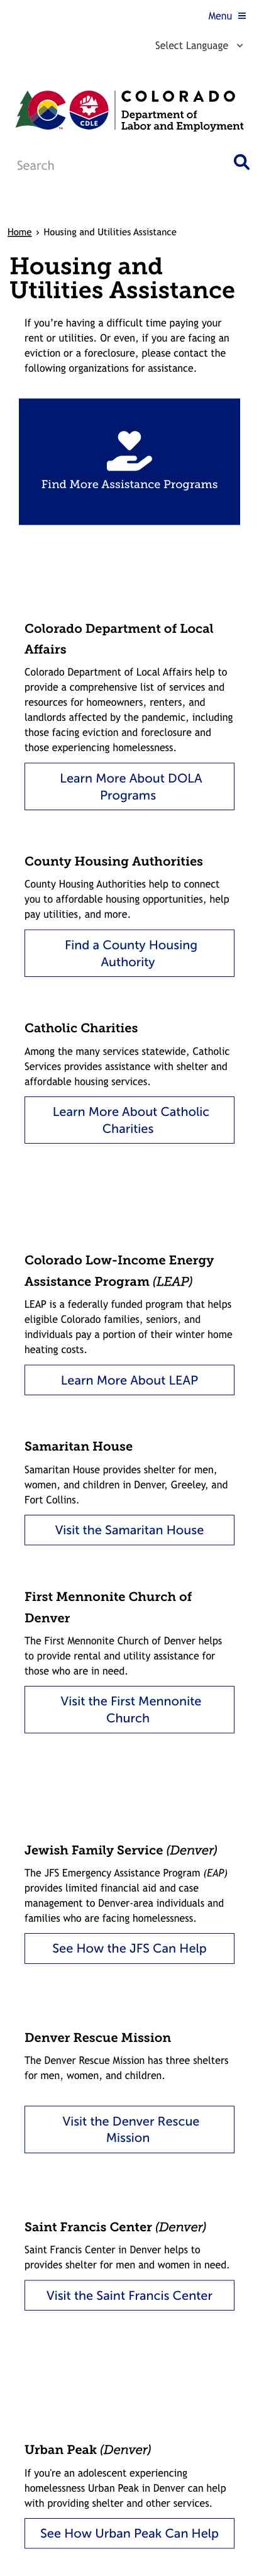 Menu
Select Language
C CDLE COLORADO
Department of
Labor and Employment
Search
Home › Housing and Utilities Assistance
Housing and
Utilities Assistance
If you’re having a difficult time paying your
rent or utilities. Or even, if you are facing an
eviction or a foreclosure, please contact the
following organizations for assistance.
Find More Assistance Programs
Colorado Department of Local
Affairs
Colorado Department of Local Affairs help to
provide a comprehensive list of services and
resources for homeowners, renters, and
landlords affected by the pandemic, including
those facing eviction and foreclosure and
those experiencing homelessness.
Learn More About DOLA
Programs
County Housing Authorities
County Housing Authorities help to connect
you to affordable housing opportunities, help
pay utilities, and more.
Find a County Housing
Authority
Catholic Charities
Among the many services statewide, Catholic
Services provides assistance with shelter and
affordable housing services.
Learn More About Catholic
Charities
Colorado Low-Income Energy
Assistance Program (LEAP)
LEAP is a federally funded program that helps
eligible Colorado families, seniors, and
individuals pay a portion of their winter home
heating costs.
Learn More About LEAP
Samaritan House
Samaritan House provides shelter for men,
women, and children in Denver, Greeley, and
Fort Collins.
Visit the Samaritan House
First Mennonite Church of
Denver
The First Mennonite Church of Denver helps
to provide rental and utility assistance for
those who are in need.
Visit the First Mennonite
Church
Jewish Family Service (Denver)
The JFS Emergency Assistance Program (EAP)
provides limited financial aid and case
management to Denver-area individuals and
families who are facing homelessness.
See How the JFS Can Help
Denver Rescue Mission
The Denver Rescue Mission has three shelters
for men, women, and children.
Visit the Denver Rescue
Mission
Saint Francis Center (Denver)
Saint Francis Center in Denver helps to
provides shelter for men and women in need.
Visit the Saint Francis Center
Urban Peak (Denver)
If you're an adolescent experiencing
homelessness Urban Peak in Denver can help
with providing shelter and other services.
See How Urban Peak Can Help